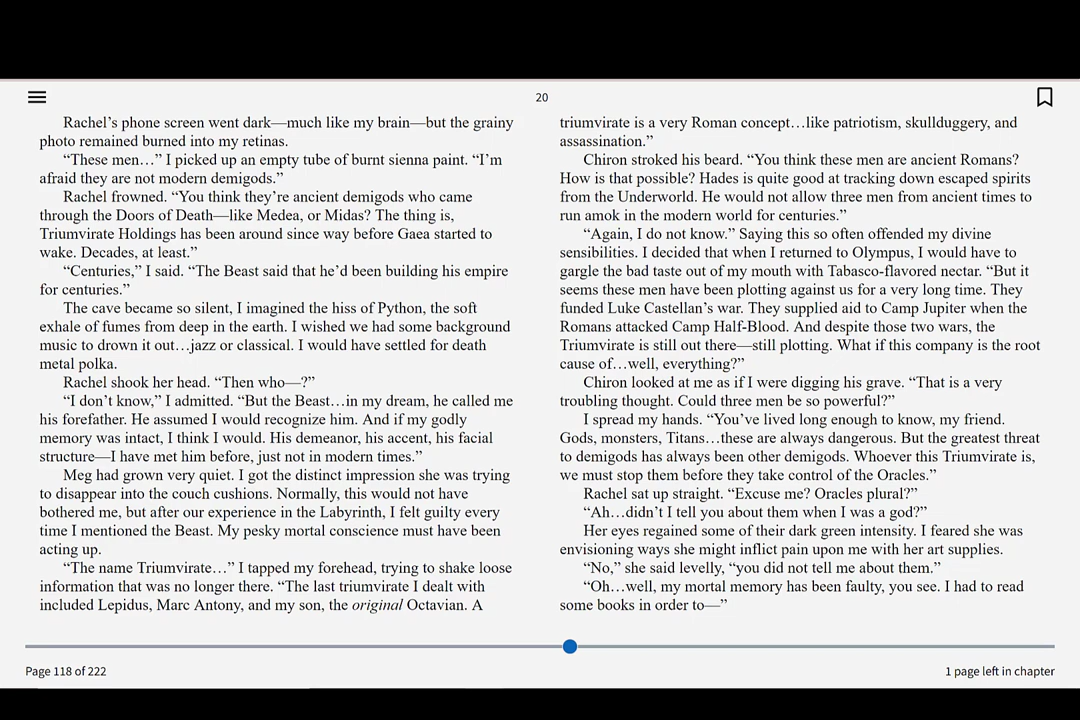 20
Rachel’s phone screen went dark—much like my brain—but the grainy
photo remained burned into my retinas.
“These men…” I picked up an empty tube of burnt sienna paint. “I’m
afraid they are not modern demigods.”
Rachel frowned. “You think they’re ancient demigods who came
through the Doors of Death—like Medea, or Midas? The thing is,
Triumvirate Holdings has been around since way before Gaea started to
wake. Decades, at least.”
“Centuries,” I said. “The Beast said that he’d been building his empire
for centuries.”
The cave became so silent, I imagined the hiss of Python, the soft
exhale of fumes from deep in the earth. I wished we had some background
music to drown it out…jazz or classical. I would have settled for death
metal polka.
Rachel shook her head. “Then who—?”
“I don’t know,” I admitted. “But the Beast…in my dream, he called me
his forefather. He assumed I would recognize him. And if my godly
memory was intact, I think I would. His demeanor, his accent, his facial
structure—I have met him before, just not in modern times.”
Meg had grown very quiet. I got the distinct impression she was trying
to disappear into the couch cushions. Normally, this would not have
bothered me, but after our experience in the Labyrinth, I felt guilty every
time I mentioned the Beast. My pesky mortal conscience must have been
acting up.
“The name Triumvirate…” I tapped my forehead, trying to shake loose
information that was no longer there. “The last triumvirate I dealt with
included Lepidus, Marc Antony, and my son, the original Octavian. A
triumvirate is a very Roman concept…like patriotism, skullduggery, and
assassination.”
Chiron stroked his beard. “You think these men are ancient Romans?
How is that possible? Hades is quite good at tracking down escaped spirits
from the Underworld. He would not allow three men from ancient times to
run amok in the modern world for centuries.”
“Again, I do not know.” Saying this so often offended my divine
sensibilities. I decided that when I returned to Olympus, I would have to
gargle the bad taste out of my mouth with Tabasco-flavored nectar. “But it
seems these men have been plotting against us for a very long time. They
funded Luke Castellan’s war. They supplied aid to Camp Jupiter when the
Romans attacked Camp Half-Blood. And despite those two wars, the
Triumvirate is still out there—still plotting. What if this company is the root
cause of…well, everything?”
Chiron looked at me as if I were digging his grave. “That is a very
troubling thought. Could three men be so powerful?”
I spread my hands. “You’ve lived long enough to know, my friend.
Gods, monsters, Titans…these are always dangerous. But the greatest threat
to demigods has always been other demigods. Whoever this Triumvirate is,
we must stop them before they take control of the Oracles.”
Rachel sat up straight. “Excuse me? Oracles plural?”
“Ah…didn’t I tell you about them when I was a god?”
Her eyes regained some of their dark green intensity. I feared she was
envisioning ways she might inflict pain upon me with her art supplies.
“No,” she said levelly, “you did not tell me about them.”
“Oh…well, my mortal memory has been faulty, you see. I had to read
some books in order to—”
Page 118 of 222
1 page left in chapter